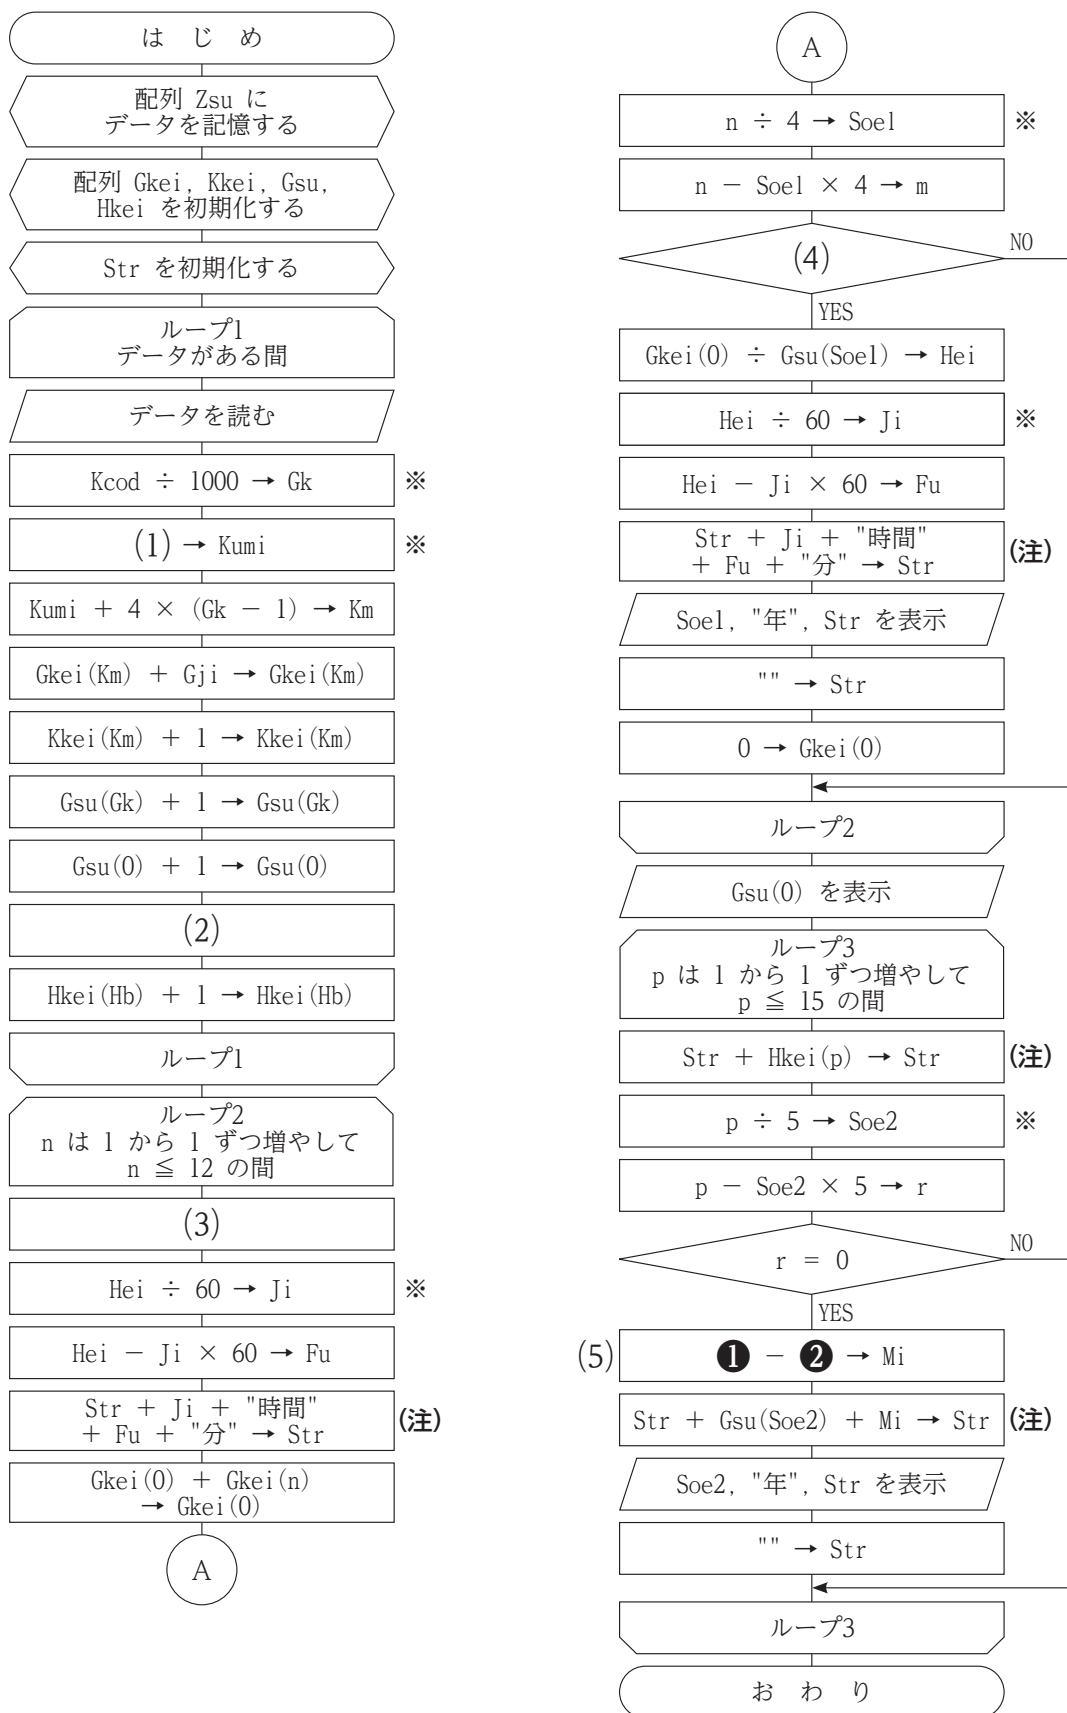 は じ め
配列 Zsu に
データを記憶する
配列 Gkei, Kkei, Gsu,
Hkei を初期化する
Str を初期化する
ループ1
データがある間
データを読む
Kcod ÷ 1000 → Gk ※
(1) → Kumi ※
Kumi + 4 × (Gk − 1) → Km
Gkei(Km) + Gji → Gkei(Km)
Kkei(Km) + 1 → Kkei(Km)
Gsu(Gk) + 1 → Gsu(Gk)
Gsu(0) + 1 → Gsu(0)
(2)
Hkei(Hb) + 1 → Hkei(Hb)
ループ1
ループ2
n は 1 から 1 ずつ増やして
n ≦ 12 の間
(3)
Hei ÷ 60 → Ji ※
Hei − Ji × 60 → Fu
Str + Ji + "時間"
+ Fu + "分" → Str (注)
Gkei(0) + Gkei(n)
→ Gkei(0)
A
A
n ÷ 4 → Soe1 ※
n − Soe1 × 4 → m
(4) NO
YES
Gkei(0) ÷ Gsu(Soe1) → Hei
Hei ÷ 60 → Ji ※
Hei − Ji × 60 → Fu
Str + Ji + "時間"
+ Fu + "分" → Str (注)
Soe1, "年", Str を表示
"" → Str
0 → Gkei(0)
ループ2
Gsu(0) を表示
ループ3
p は 1 から 1 ずつ増やして
p ≦ 15 の間
Str + Hkei(p) → Str (注)
p ÷ 5 → Soe2 ※
p − Soe2 × 5 → r
r = 0 NO
YES
(5) ❶ − ❷ → Mi
Str + Gsu(Soe2) + Mi → Str (注)
Soe2, "年", Str を表示
"" → Str
ループ3
お わ り